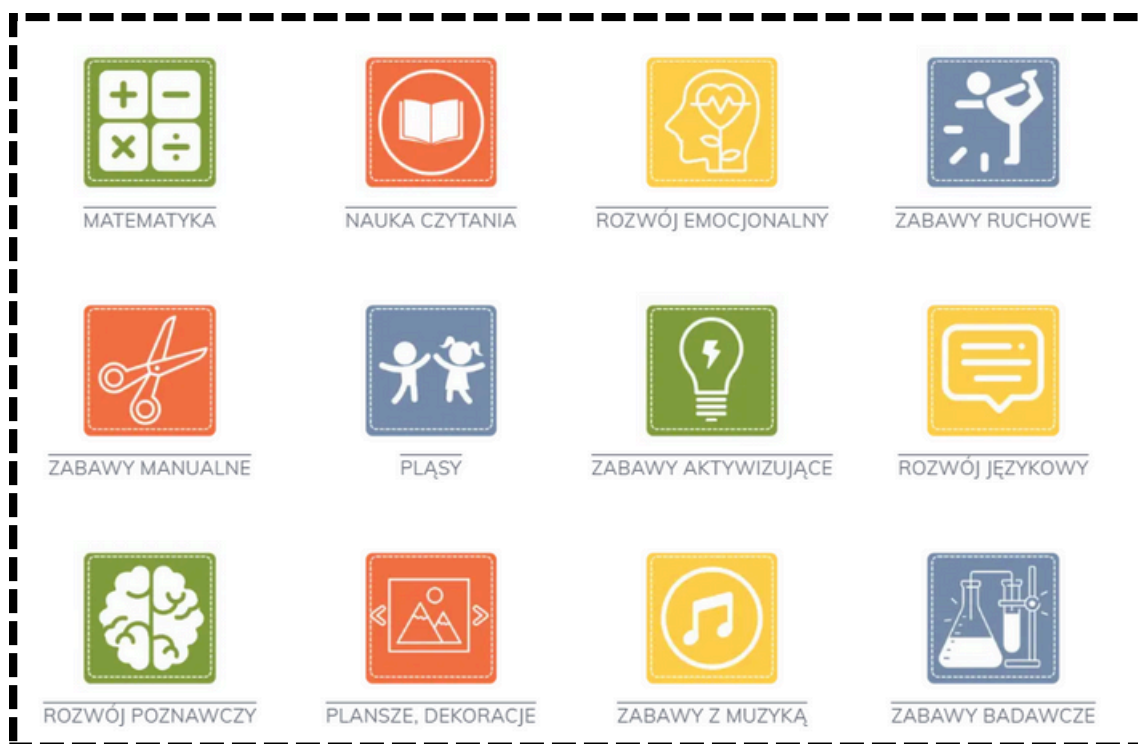 MATEMATYKA
NAUKA CZYTANIA
ROZWÓJ EMOCJONALNY
ZABAWY RUCHOWE
ZABAWY MANUALNE
PLĄSY
ZABAWY AKTYWIZUJĄCE
ROZWÓJ JĘZYKOWY
ROZWÓJ POZNAWCZY
PLANSZE, DEKORACJE
ZABAWY Z MUZYKĄ
ZABAWY BADAWCZE